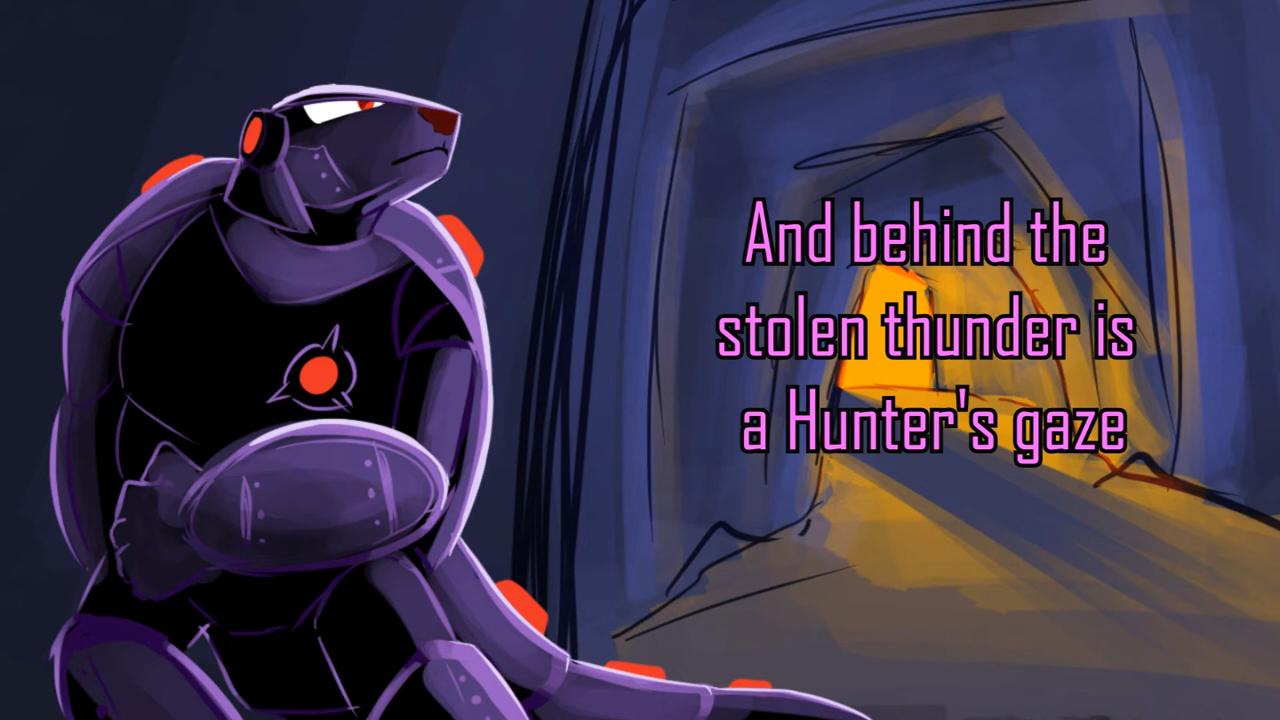 And behind the
stolen thunder is
a Hunter's gaze